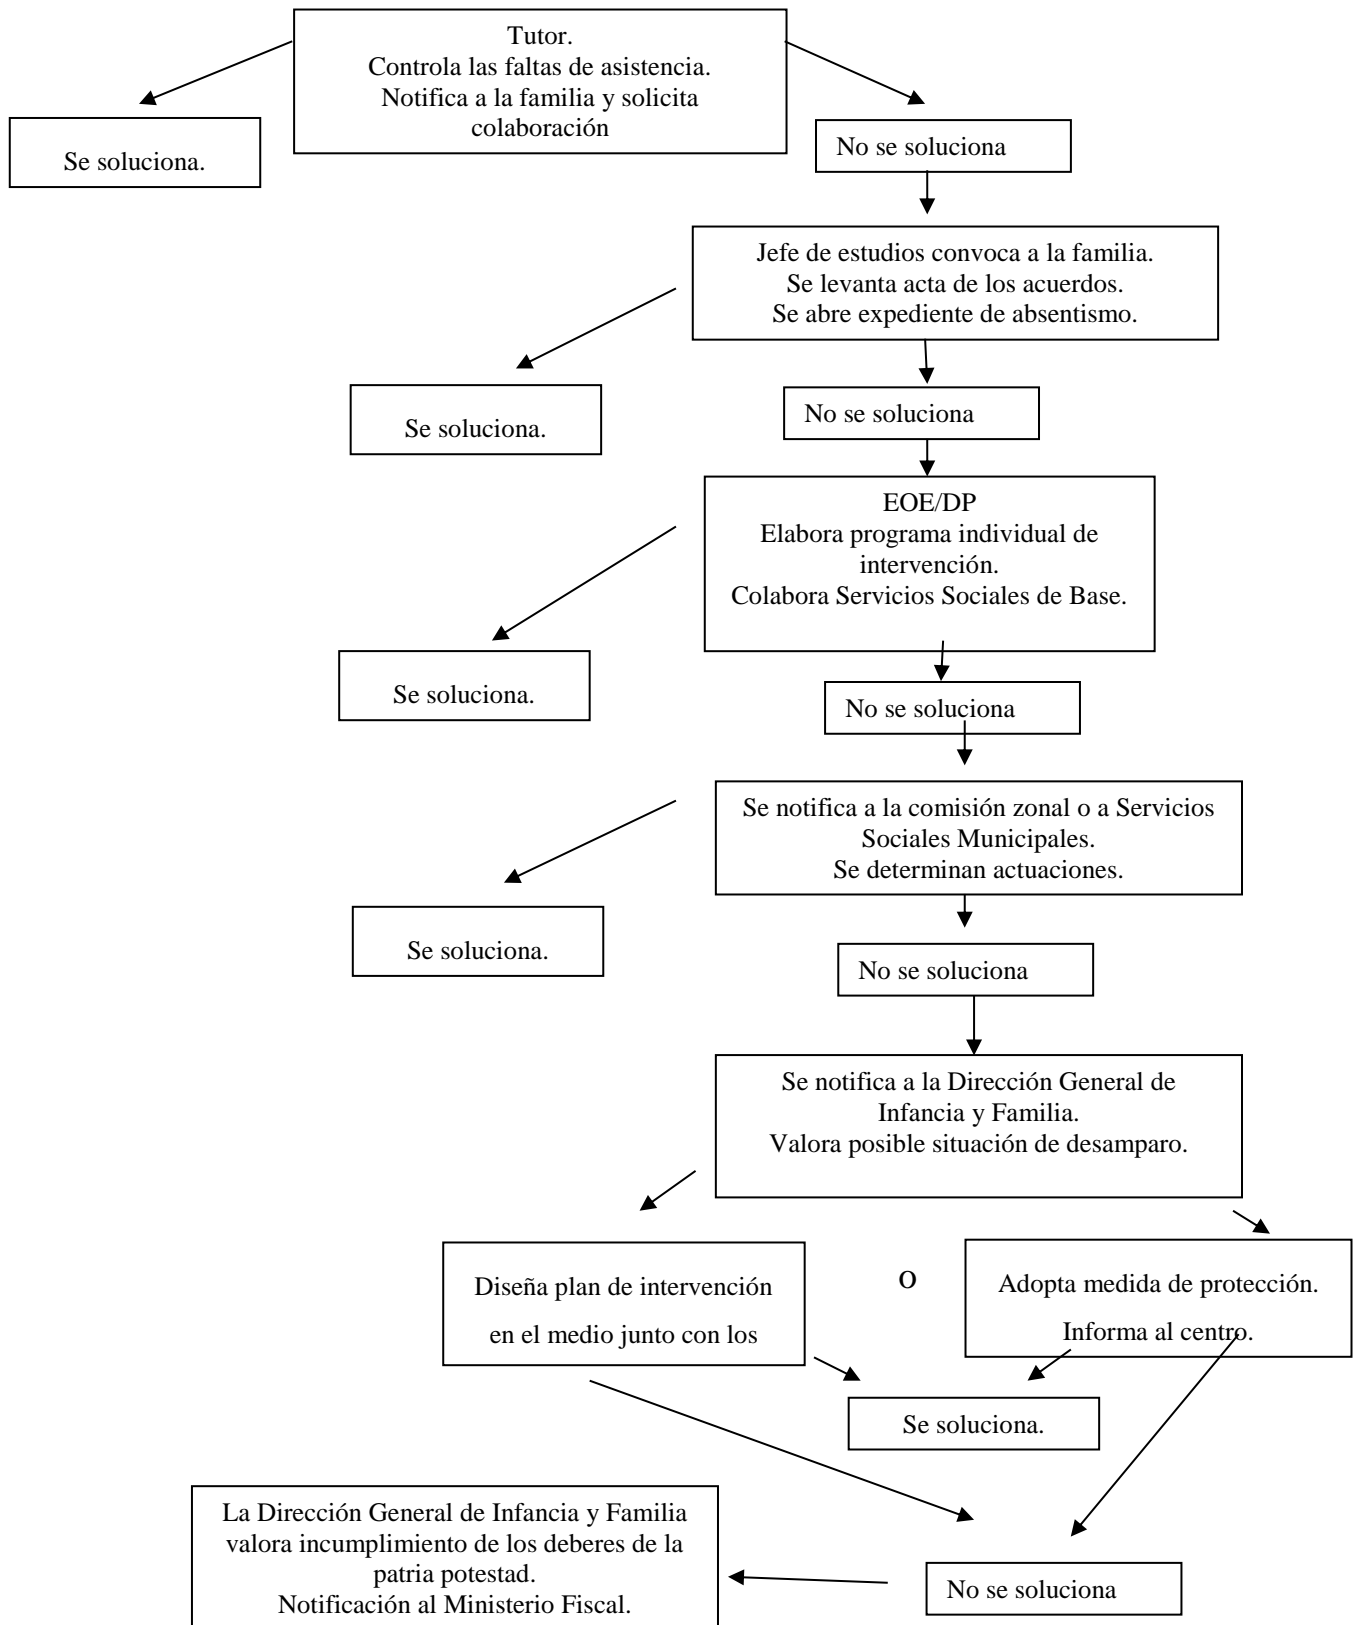 Tutor.
Controla las faltas de asistencia.
Notifica a la familia y solicita
colaboración
Se soluciona.
No se soluciona
Jefe de estudios convoca a la familia.
Se levanta acta de los acuerdos.
Se abre expediente de absentismo.
Se soluciona.
No se soluciona
EOE/DP
Elabora programa individual de
intervención.
Colabora Servicios Sociales de Base.
Se soluciona.
No se soluciona
Se notifica a la comisión zonal o a Servicios
Sociales Municipales.
Se determinan actuaciones.
Se soluciona.
No se soluciona
Se notifica a la Dirección General de
Infancia y Familia.
Valora posible situación de desamparo.
Diseña plan de intervención
en el medio junto con los
O
Adopta medida de protección.
Informa al centro.
Se soluciona.
La Dirección General de Infancia y Familia
valora incumplimiento de los deberes de la
patria potestad.
Notificación al Ministerio Fiscal.
No se soluciona